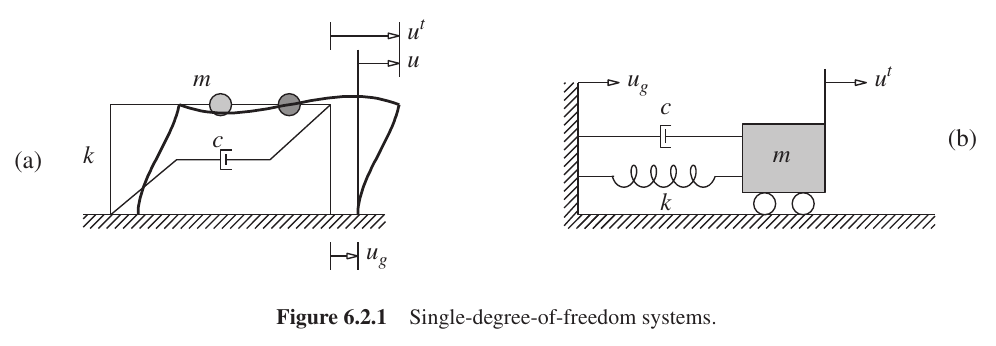 u^t
u
m
(a)
k
c
u_g
u_g
c
u^t
m
k
(b)
Figure 6.2.1 Single-degree-of-freedom systems.